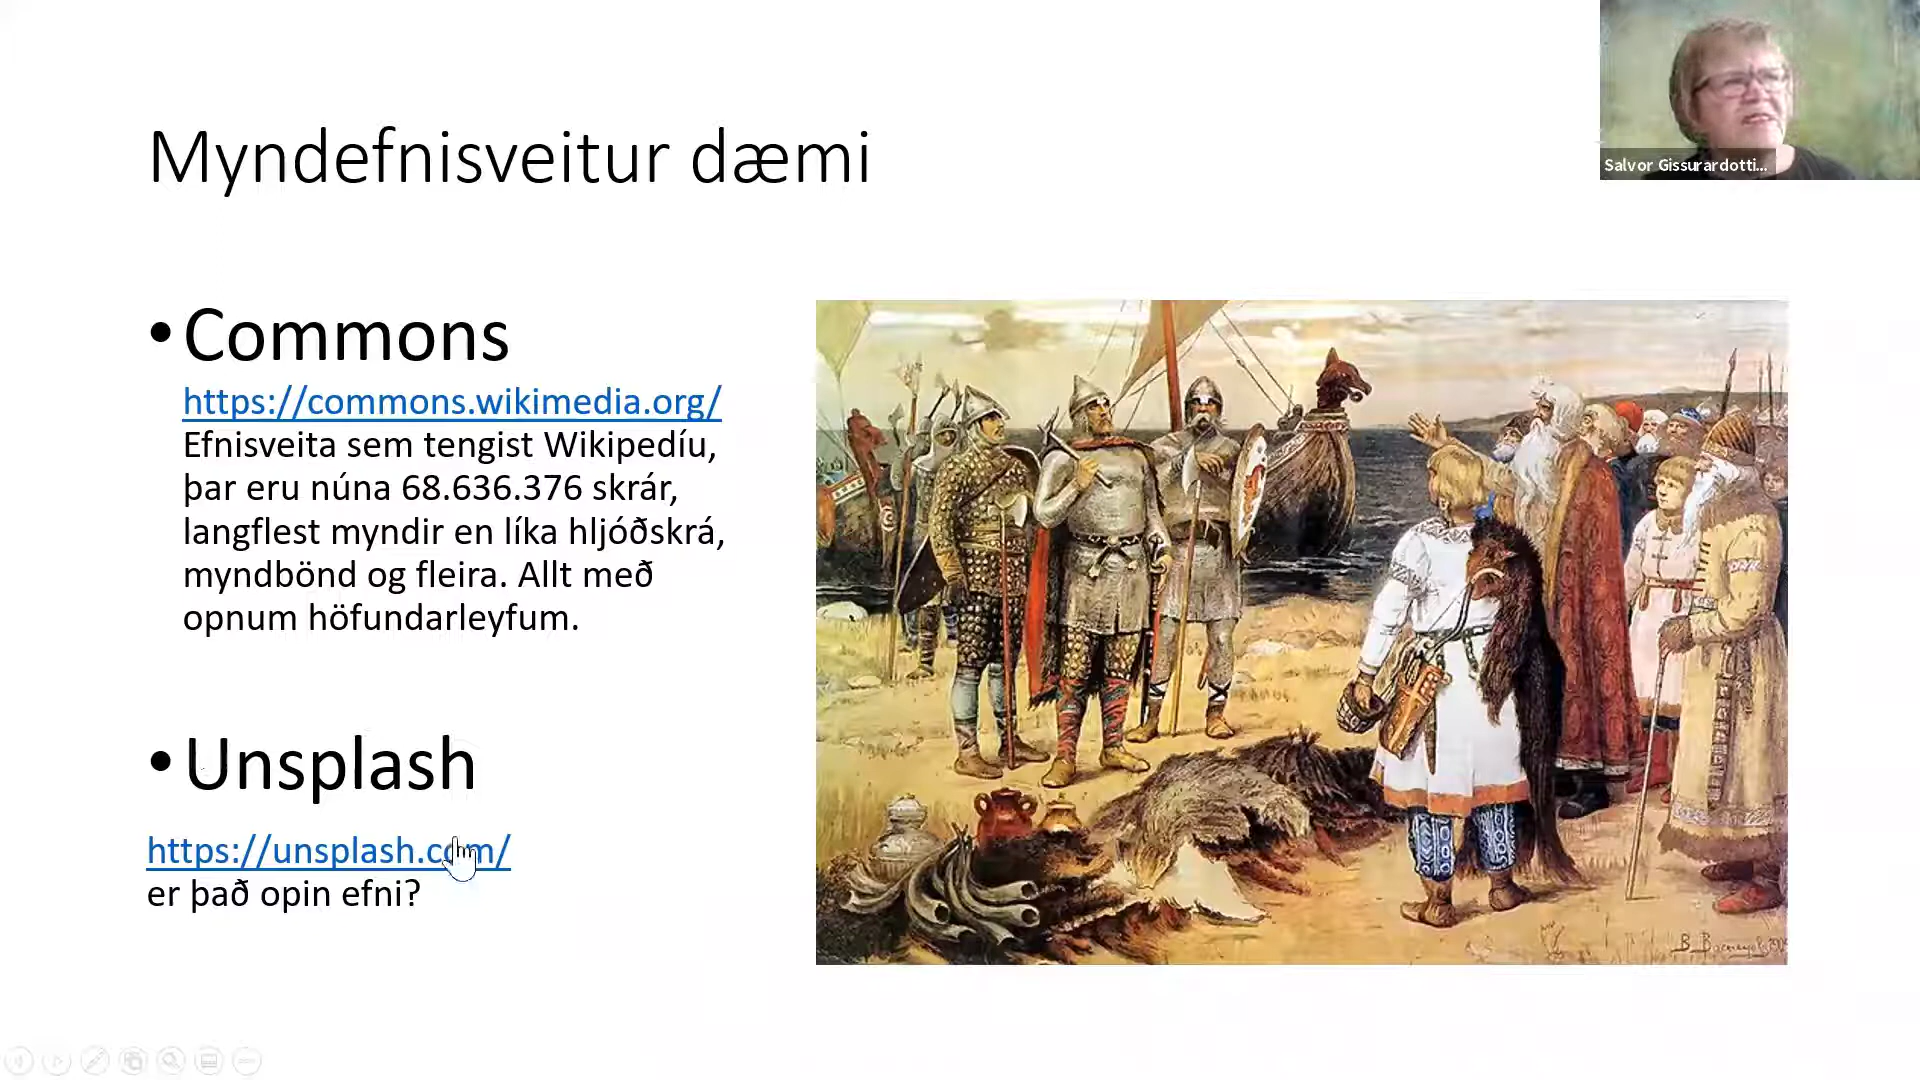 Salvor Gissurardotti...
Myndefnisveitur dæmi
•Commons
https://commons.wikimedia.org/
Efnisveita sem tengist Wikipedíu,
þar eru núna 68.636.376 skrár,
langflest myndir en líka hljóðskrá,
myndbönd og fleira. Allt með
opnum höfundarleyfum.
•Unsplash
https://unsplash.com/
er það opin efni?